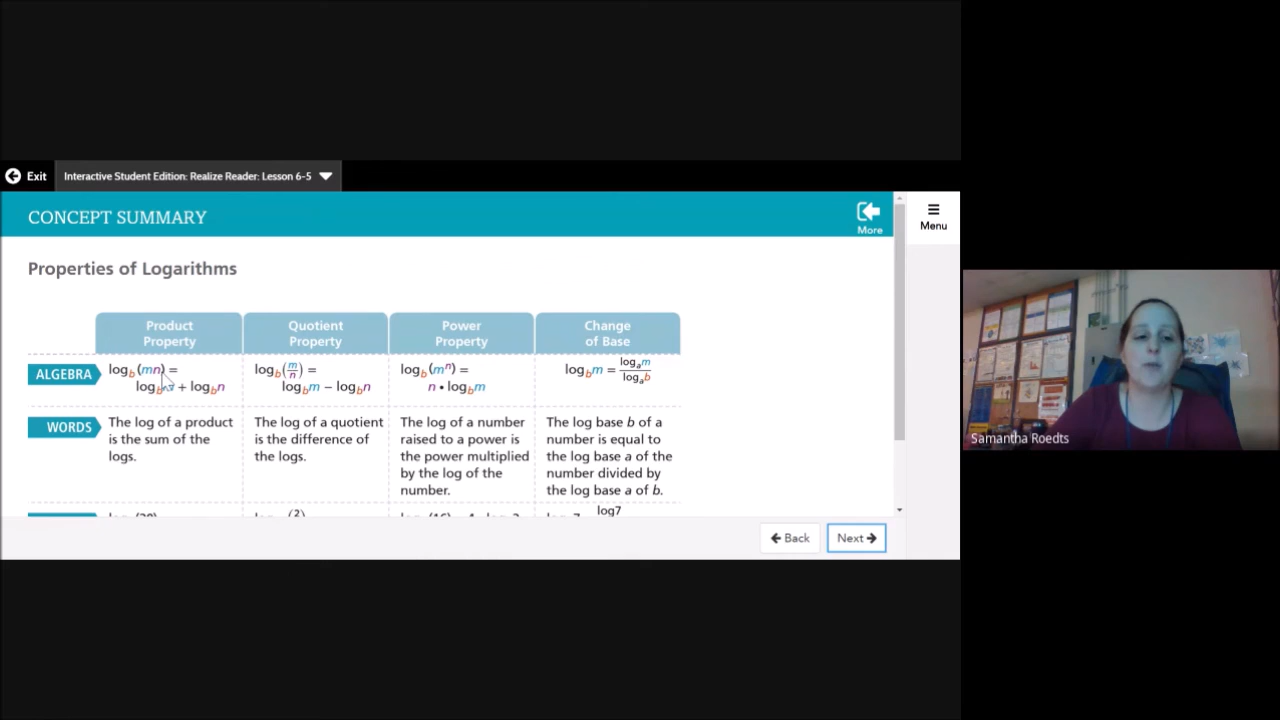 Exit
Interactive Student Edition: Realize Reader: Lesson 6-5
CONCEPT SUMMARY
More
Menu
Properties of Logarithms
Product
Property
Quotient
Property
Power
Property
Change
of Base
ALGEBRA
log_b(mn) =
log_b + log_b n
log_b(m/n) =
log_b m − log_b n
log_b(mⁿ) =
n • log_b m
log_b m = log_a m / log_a b
WORDS
The log of a product
is the sum of the
logs.
The log of a quotient
is the difference of
the logs.
The log of a number
raised to a power is
the power multiplied
by the log of the
number.
The log base b of a
number is equal to
the log base a of the
number divided by
the log base a of b.
log7
Back
Next
Samantha Roedts